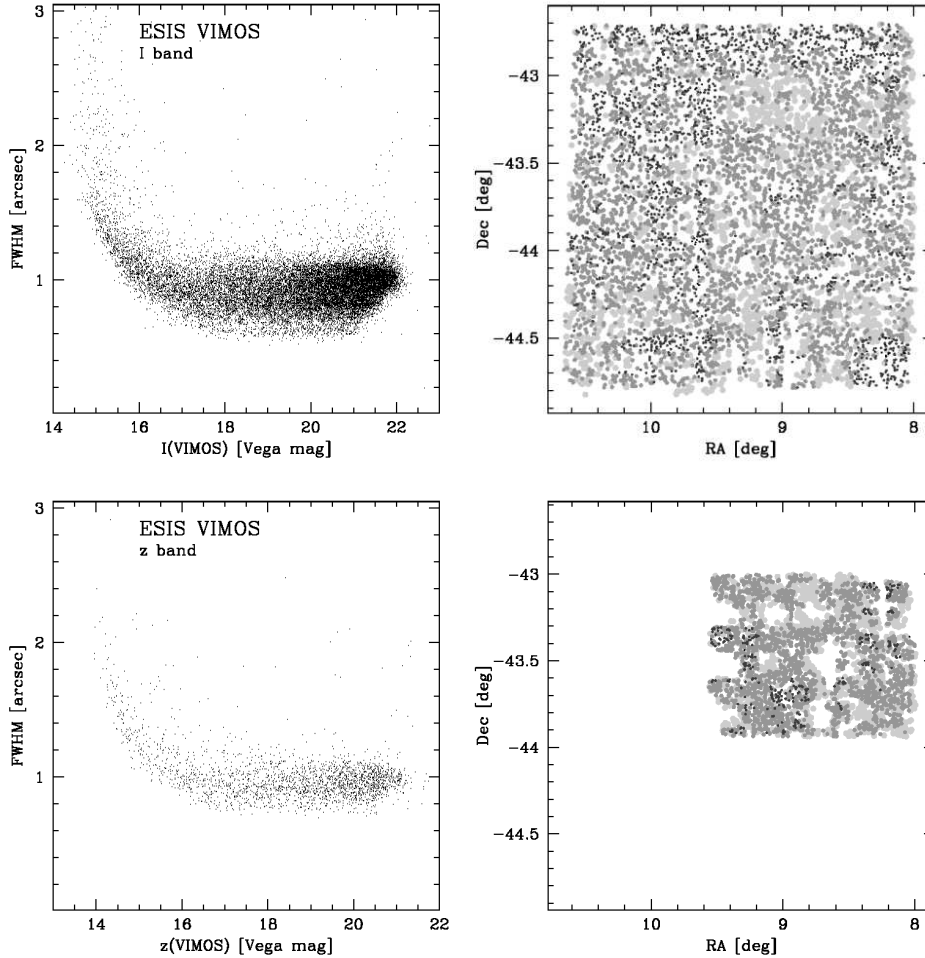 ESIS VIMOS
I band
3
2
1
FWHM [arcsec]
14 16 18 20 22
I(VIMOS) [Vega mag]
-43
-43.5
-44
-44.5
Dec [deg]
10 9 8
RA [deg]
ESIS VIMOS
z band
3
2
1
FWHM [arcsec]
14 16 18 20 22
z(VIMOS) [Vega mag]
-43
-43.5
-44
-44.5
Dec [deg]
10 9 8
RA [deg]